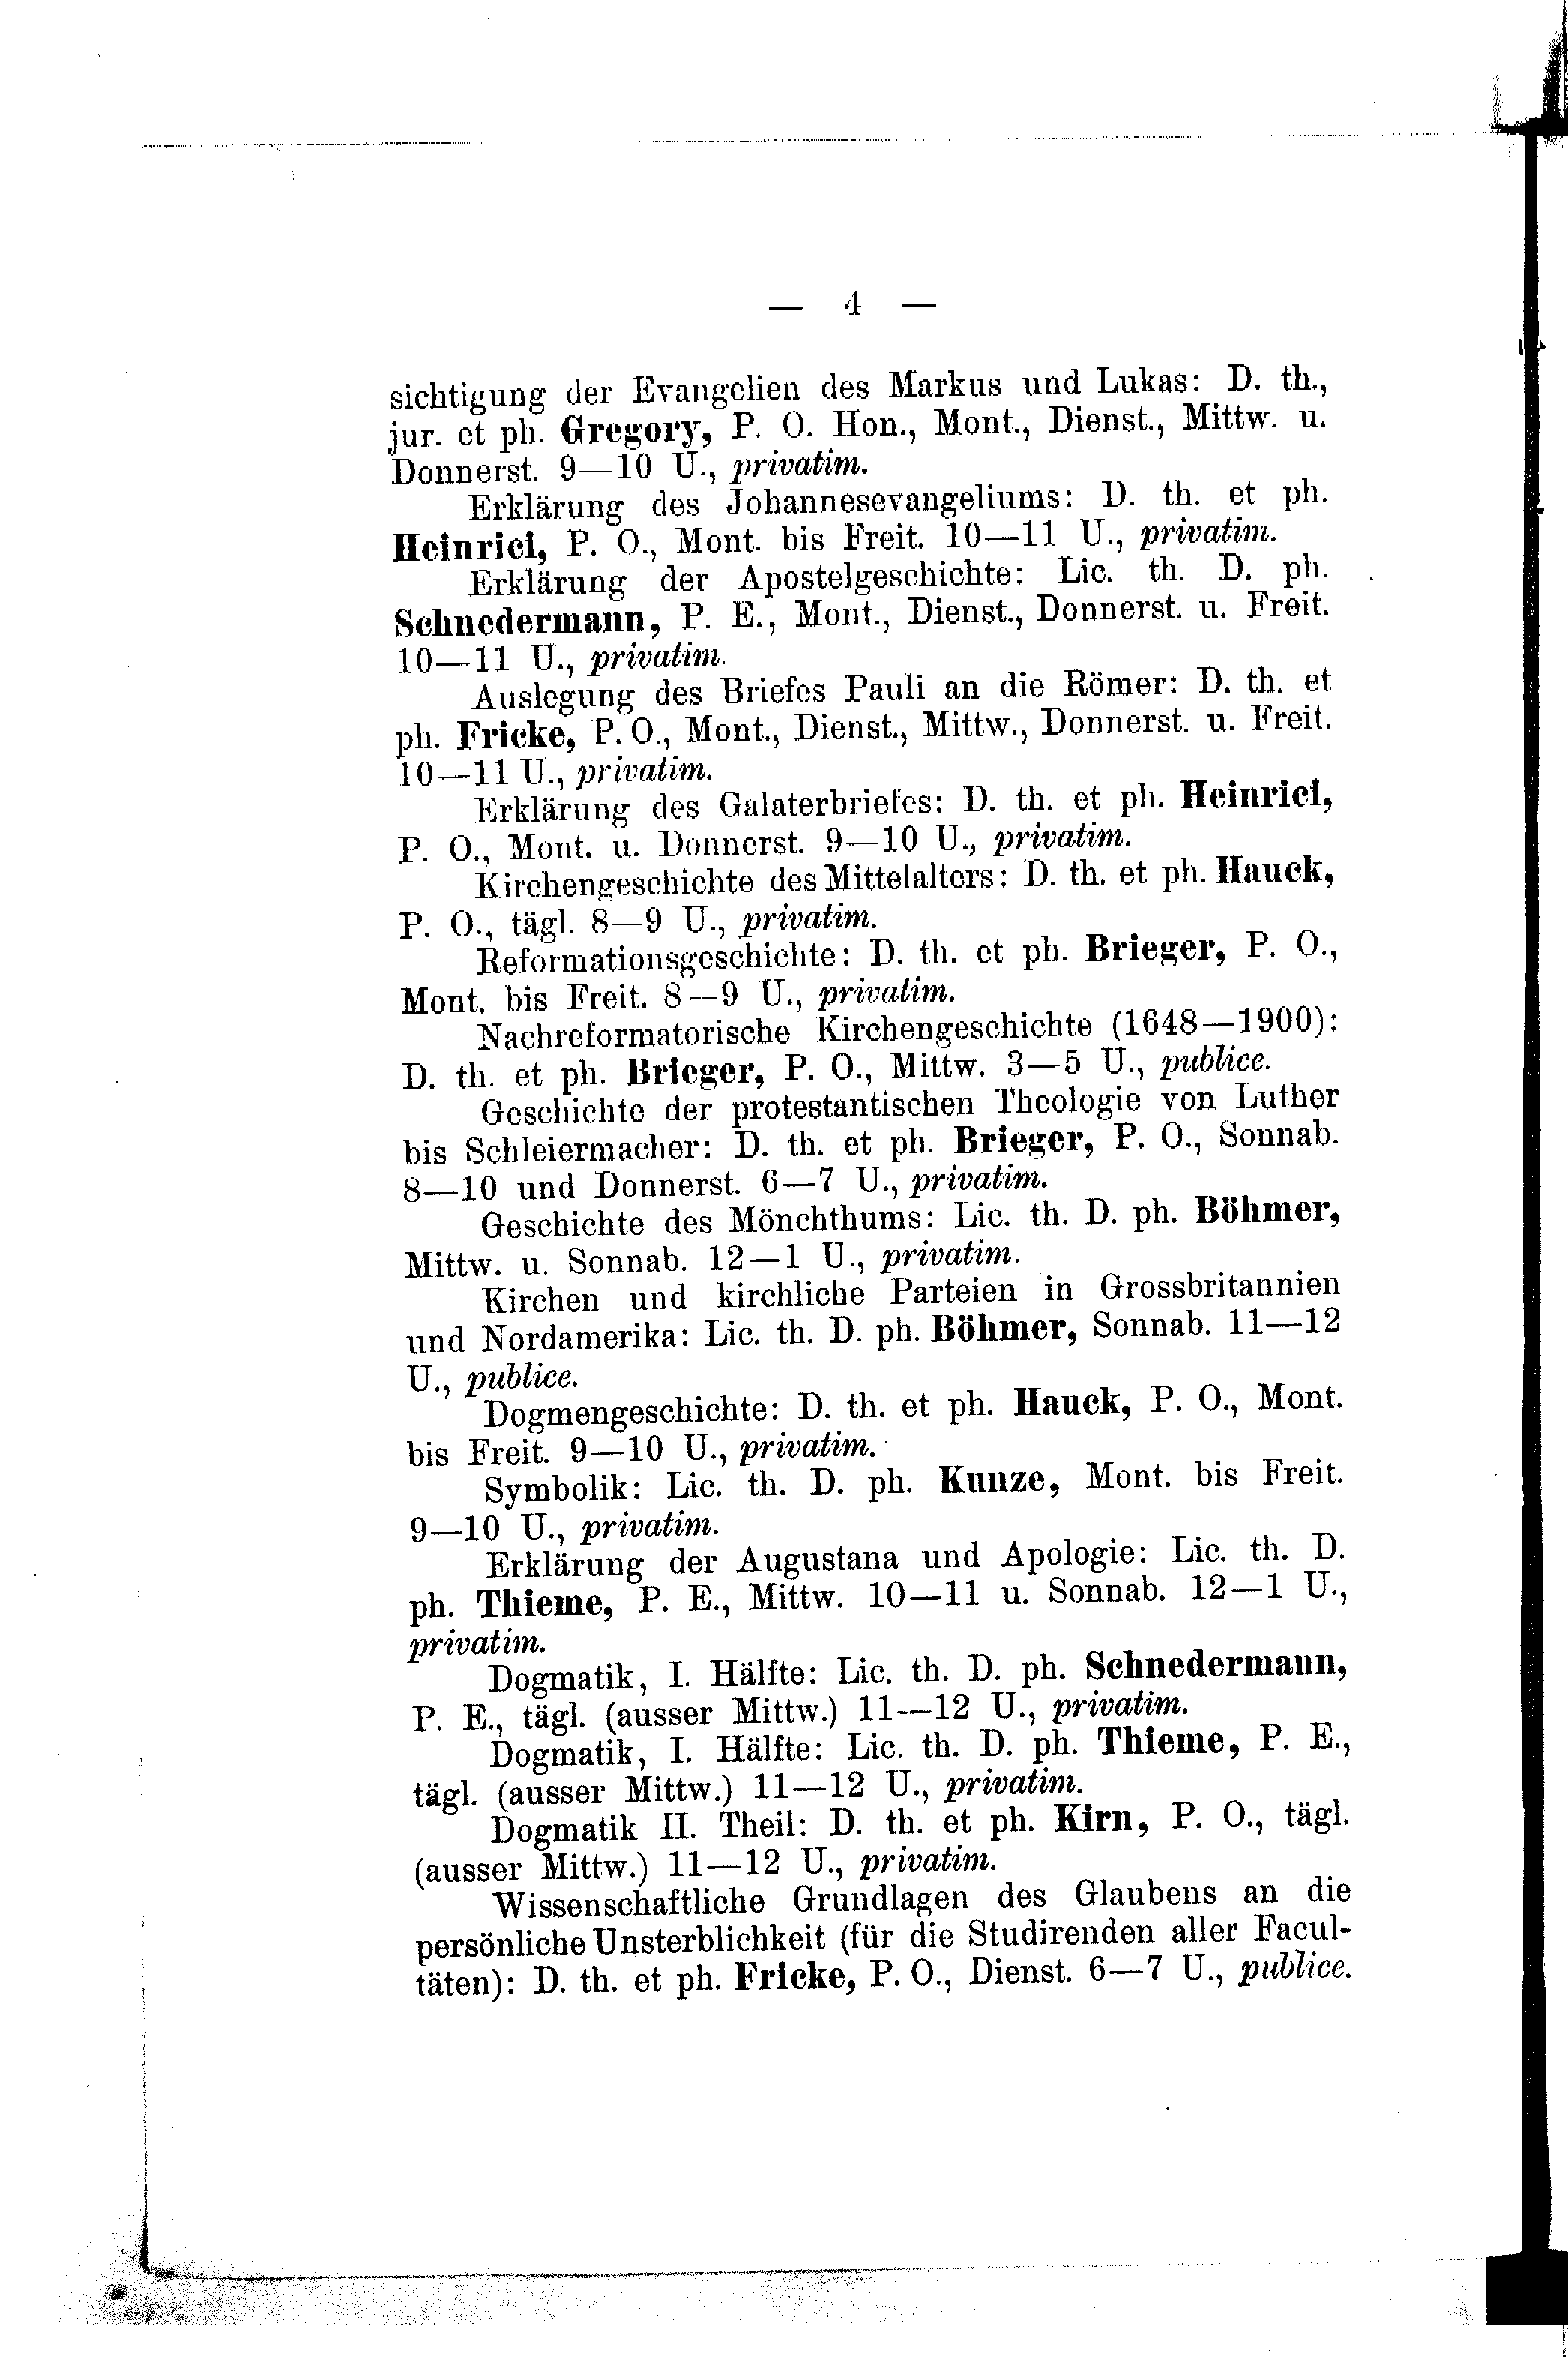 — 4 —
sichtigung der Evangelien des Markus und Lukas: D. th.,
jur. et ph. Gregory, P. O. Hon., Mont., Dienst., Mittw. u.
Donnerst. 9—10 U., privatim.
Erklärung des Johannesevangeliums: D. th. et ph.
Heinrici, P. O., Mont. bis Freit. 10—11 U., privatim.
Erklärung der Apostelgeschichte: Lic. th. D. ph.
Schnedermann, P. E., Mont., Dienst., Donnerst. u. Freit.
10—11 U., privatim.
Auslegung des Briefes Pauli an die Römer: D. th. et
ph. Fricke, P. O., Mont., Dienst., Mittw., Donnerst. u. Freit.
10—11 U., privatim.
Erklärung des Galaterbriefes: D. th. et ph. Heinrici,
P. O., Mont. u. Donnerst. 9—10 U., privatim.
Kirchengeschichte des Mittelalters: D. th. et ph. Hauck,
P. O., tägl. 8—9 U., privatim.
Reformationsgeschichte: D. th. et ph. Brieger, P. O.,
Mont. bis Freit. 8—9 U., privatim.
Nachreformatorische Kirchengeschichte (1648—1900):
D. th. et ph. Brieger, P. O., Mittw. 3—5 U., publice.
Geschichte der protestantischen Theologie von Luther
bis Schleiermacher: D. th. et ph. Brieger, P. O., Sonnab.
8—10 und Donnerst. 6—7 U., privatim.
Geschichte des Mönchthums: Lic. th. D. ph. Böhmer,
Mittw. u. Sonnab. 12—1 U., privatim.
Kirchen und kirchliche Parteien in Grossbritannien
und Nordamerika: Lic. th. D. ph. Böhmer, Sonnab. 11—12
U., publice.
Dogmengeschichte: D. th. et ph. Hauck, P. O., Mont.
bis Freit. 9—10 U., privatim.
Symbolik: Lic. th. D. ph. Kunze, Mont. bis Freit.
9—10 U., privatim.
Erklärung der Augustana und Apologie: Lic. th. D.
ph. Thieme, P. E., Mittw. 10—11 u. Sonnab. 12—1 U.,
privatim.
Dogmatik, I. Hälfte: Lic. th. D. ph. Schnedermann,
P. E., tägl. (ausser Mittw.) 11—12 U., privatim.
Dogmatik, I. Hälfte: Lic. th. D. ph. Thieme, P. E.,
tägl. (ausser Mittw.) 11—12 U., privatim.
Dogmatik II. Theil: D. th. et ph. Kirn, P. O., tägl.
(ausser Mittw.) 11—12 U., privatim.
Wissenschaftliche Grundlagen des Glaubens an die
persönliche Unsterblichkeit (für die Studirenden aller Facul-
täten): D. th. et ph. Fricke, P. O., Dienst. 6—7 U., publice.